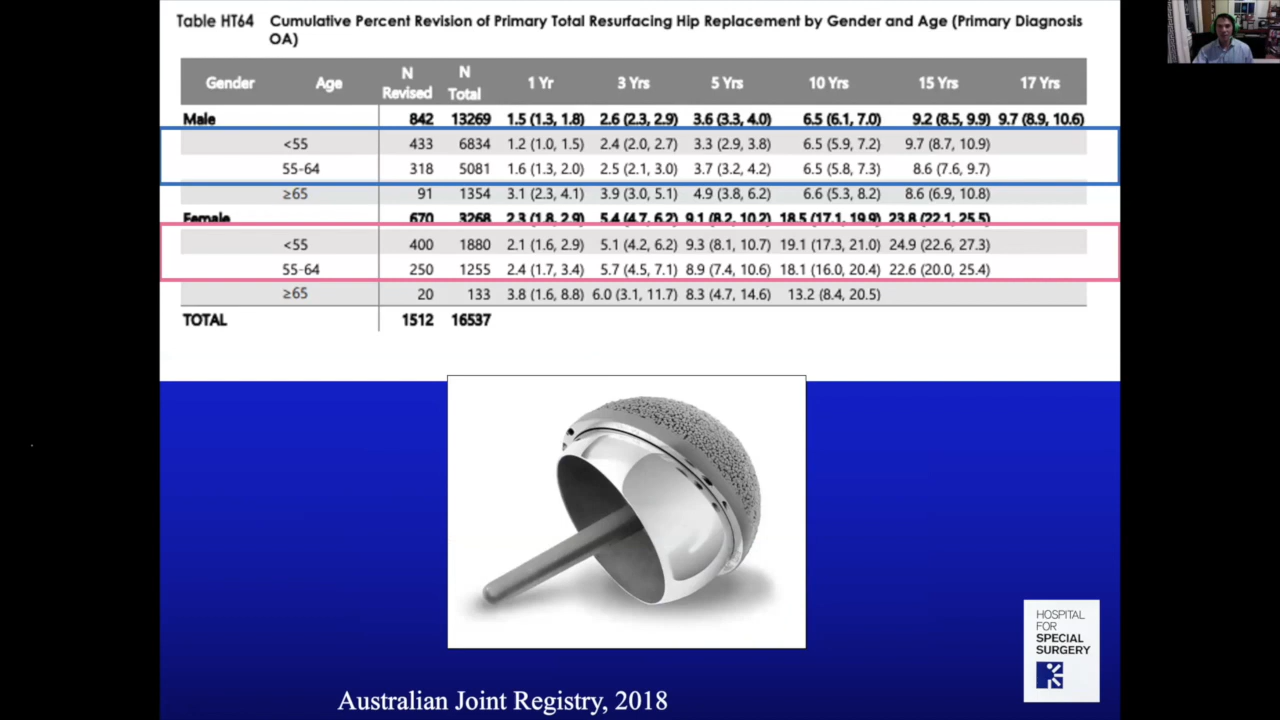 Table HT64 Cumulative Percent Revision of Primary Total Resurfacing Hip Replacement by Gender and Age (Primary Diagnosis
OA)
Gender Age N Revised N Total 1 Yr 3 Yrs 5 Yrs 10 Yrs 15 Yrs 17 Yrs
Male 842 13269 1.5 (1.3, 1.8) 2.6 (2.3, 2.9) 3.6 (3.3, 4.0) 6.5 (6.1, 7.0) 9.2 (8.5, 9.9) 9.7 (8.9, 10.6)
<55 433 6834 1.2 (1.0, 1.5) 2.4 (2.0, 2.7) 3.3 (2.9, 3.8) 6.5 (5.9, 7.2) 9.7 (8.7, 10.9)
55-64 318 5081 1.6 (1.3, 2.0) 2.5 (2.1, 3.0) 3.7 (3.2, 4.2) 6.5 (5.8, 7.3) 8.6 (7.6, 9.7)
≥65 91 1354 3.1 (2.3, 4.1) 3.9 (3.0, 5.1) 4.9 (3.8, 6.2) 6.6 (5.3, 8.2) 8.6 (6.9, 10.8)
Female 670 3268 2.3 (1.8, 2.9) 5.4 (4.7, 6.2) 9.1 (8.2, 10.2) 18.5 (17.1, 19.9) 23.8 (22.1, 25.5)
<55 400 1880 2.1 (1.6, 2.9) 5.1 (4.2, 6.2) 9.3 (8.1, 10.7) 19.1 (17.3, 21.0) 24.9 (22.6, 27.3)
55-64 250 1255 2.4 (1.7, 3.4) 5.7 (4.5, 7.1) 8.9 (7.4, 10.6) 18.1 (16.0, 20.4) 22.6 (20.0, 25.4)
≥65 20 133 3.8 (1.6, 8.8) 6.0 (3.1, 11.7) 8.3 (4.7, 14.6) 13.2 (8.4, 20.5)
TOTAL 1512 16537
HOSPITAL
FOR
SPECIAL
SURGERY
Australian Joint Registry, 2018